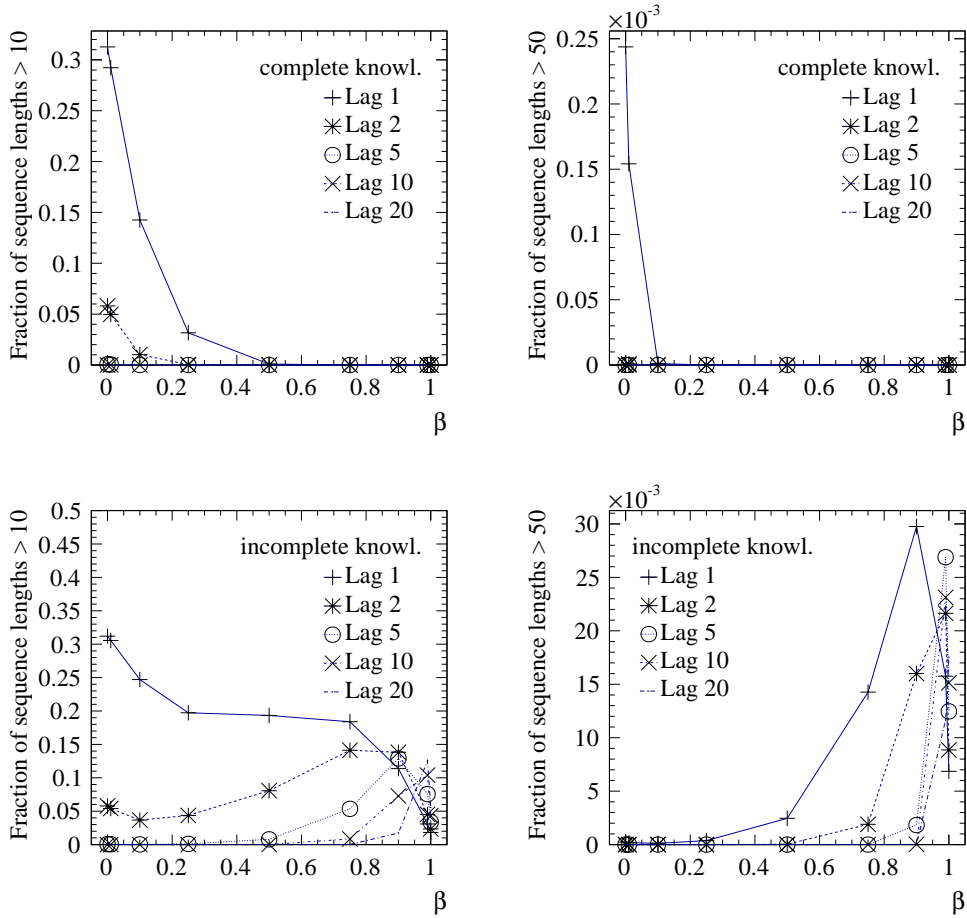 Fraction of sequence lengths > 10
0.3
0.25
0.2
0.15
0.1
0.05
0
complete knowl.
Lag 1
Lag 2
Lag 5
Lag 10
Lag 20
0 0.2 0.4 0.6 0.8 1
β
×10⁻³
Fraction of sequence lengths > 50
0.25
0.2
0.15
0.1
0.05
0
complete knowl.
Lag 1
Lag 2
Lag 5
Lag 10
Lag 20
0 0.2 0.4 0.6 0.8 1
β
Fraction of sequence lengths > 10
0.5
0.45
0.4
0.35
0.3
0.25
0.2
0.15
0.1
0.05
0
incomplete knowl.
Lag 1
Lag 2
Lag 5
Lag 10
Lag 20
0 0.2 0.4 0.6 0.8 1
β
×10⁻³
Fraction of sequence lengths > 50
30
25
20
15
10
5
0
incomplete knowl.
Lag 1
Lag 2
Lag 5
Lag 10
Lag 20
0 0.2 0.4 0.6 0.8 1
β